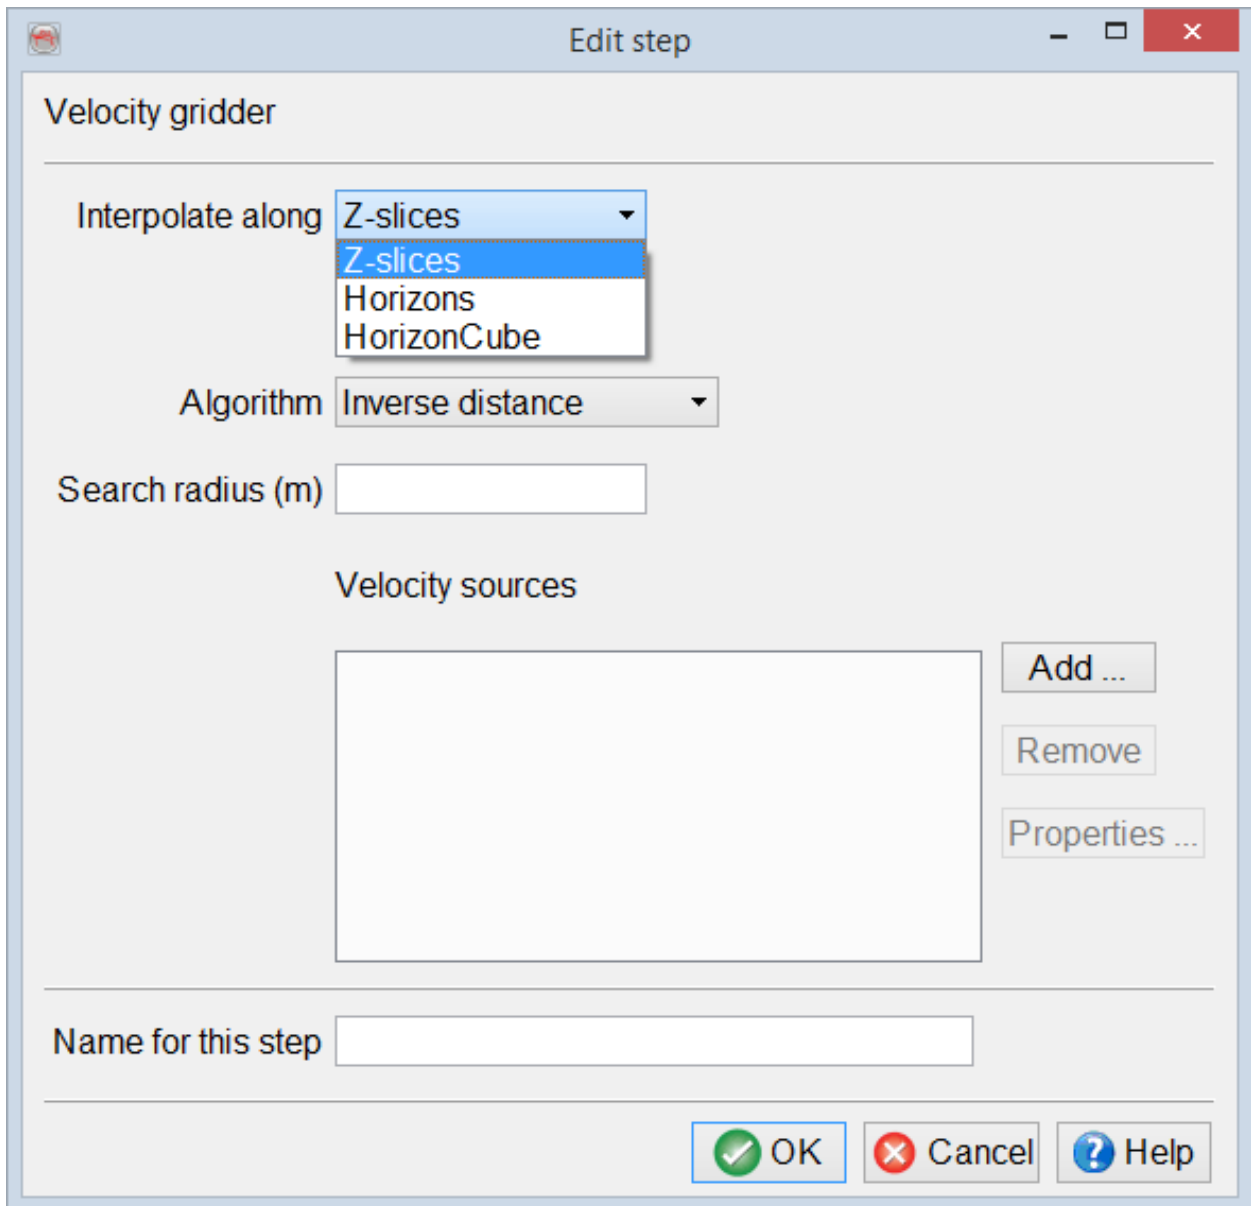 Edit step
Velocity gridder
Interpolate along Z-slices
Z-slices
Horizons
HorizonCube
Algorithm Inverse distance
Search radius (m)
Velocity sources
Add ...
Remove
Properties ...
Name for this step
OK Cancel Help